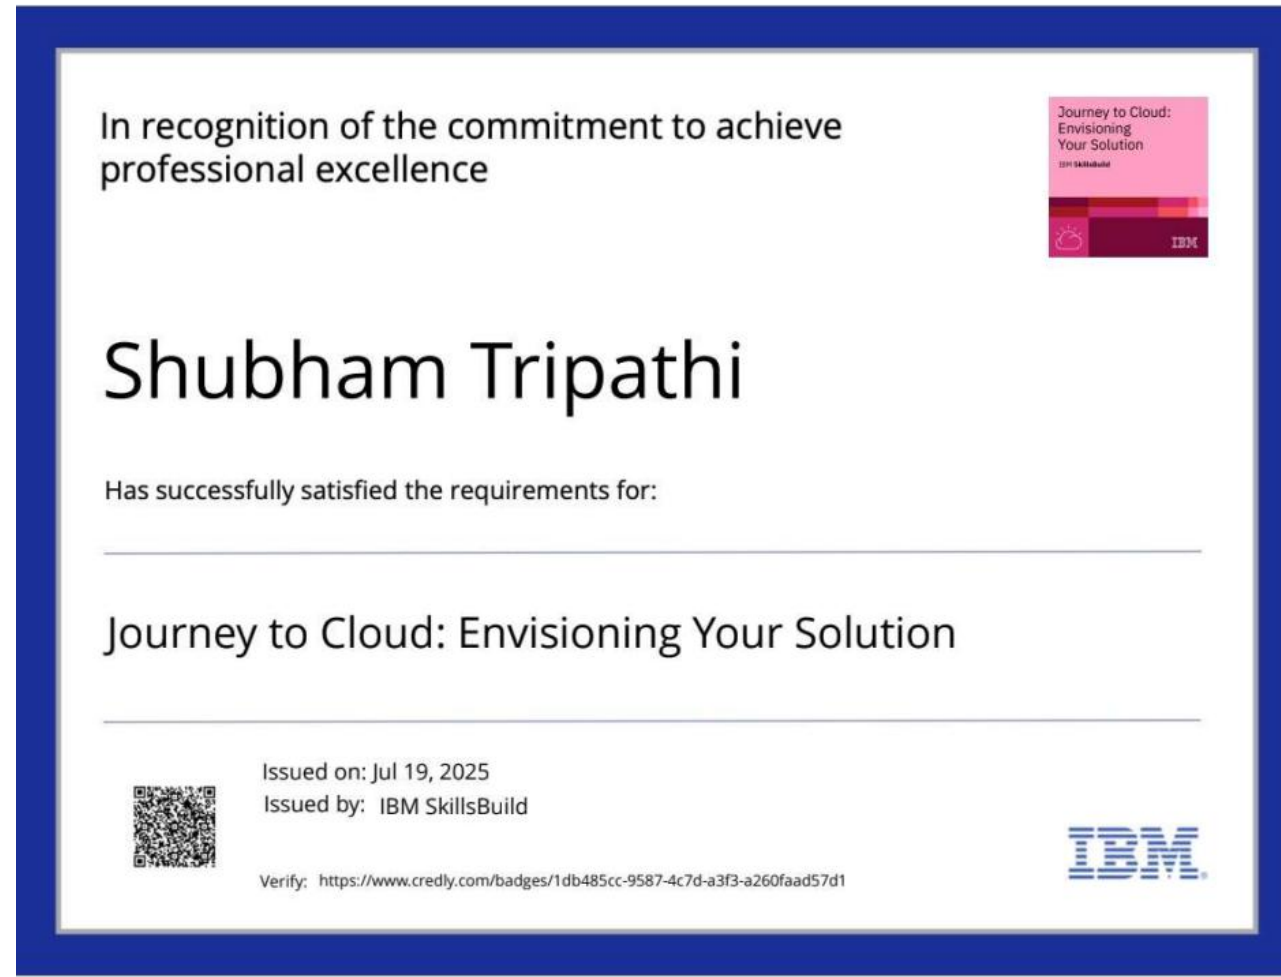 In recognition of the commitment to achieve
professional excellence
Journey to Cloud:
Envisioning
Your Solution
IBM SkillsBuild
IBM
Shubham Tripathi
Has successfully satisfied the requirements for:
Journey to Cloud: Envisioning Your Solution
Issued on: Jul 19, 2025
Issued by: IBM SkillsBuild
Verify: https://www.credly.com/badges/1db485cc-9587-4c7d-a3f3-a260faad57d1
IBM.